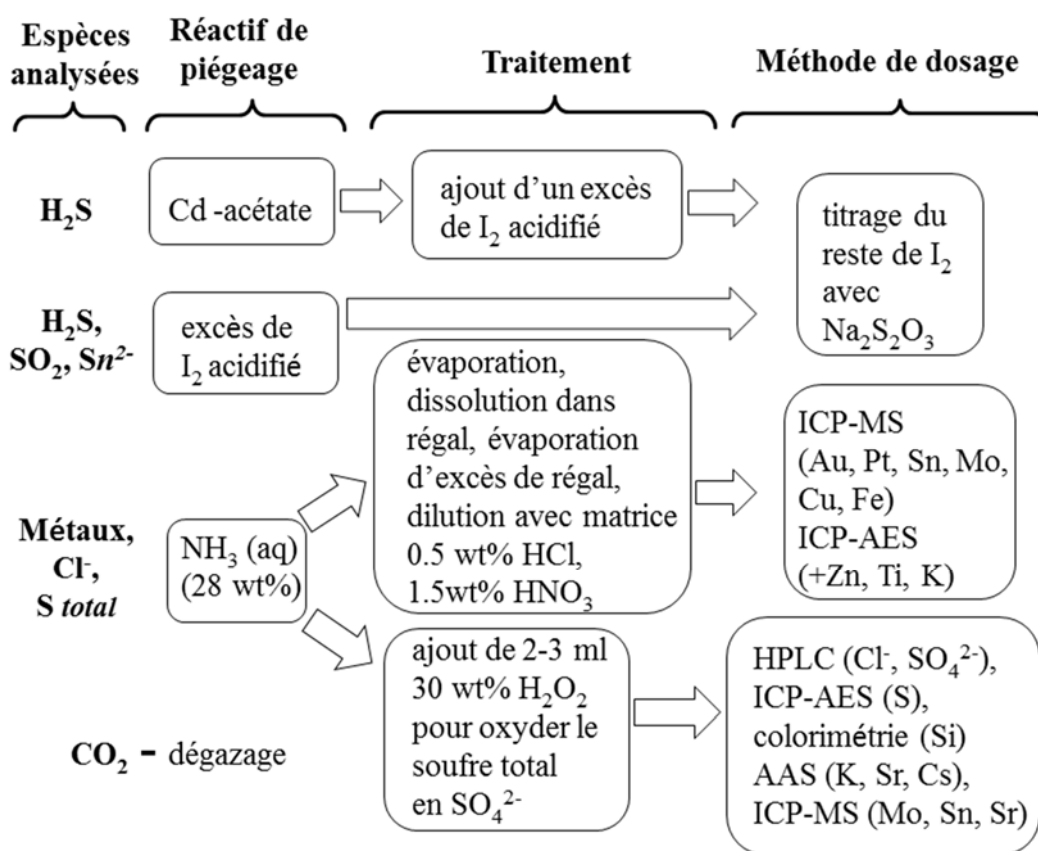 Espèces
analysées
Réactif de
piégeage
Traitement
Méthode de dosage
H₂S
Cd -acétate
ajout d’un excès
de I₂ acidifié
titrage du
reste de I₂
avec
Na₂S₂O₃
H₂S,
SO₂, Sn²⁻
excès de
I₂ acidifié
Métaux,
Cl⁻,
S total
NH₃ (aq)
(28 wt%)
évaporation,
dissolution dans
régal, évaporation
d’excès de régal,
dilution avec matrice
0.5 wt% HCl,
1.5wt% HNO₃
ICP-MS
(Au, Pt, Sn, Mo,
Cu, Fe)
ICP-AES
(+Zn, Ti, K)
ajout de 2-3 ml
30 wt% H₂O₂
pour oxyder le
soufre total
en SO₄²⁻
HPLC (Cl⁻, SO₄²⁻),
ICP-AES (S),
colorimétrie (Si)
AAS (K, Sr, Cs),
ICP-MS (Mo, Sn, Sr)
CO₂ - dégazage